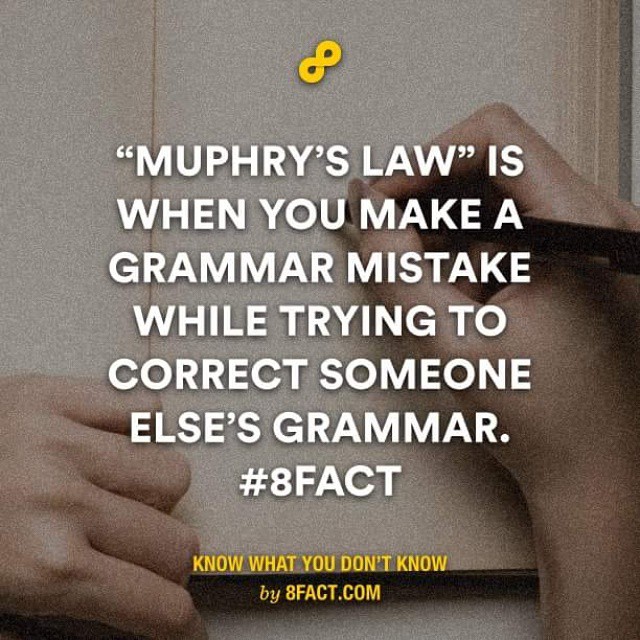 “MUPHRY’S LAW” IS
WHEN YOU MAKE A
GRAMMAR MISTAKE
WHILE TRYING TO
CORRECT SOMEONE
ELSE’S GRAMMAR.
#8FACT
KNOW WHAT YOU DON’T KNOW
by 8FACT.COM